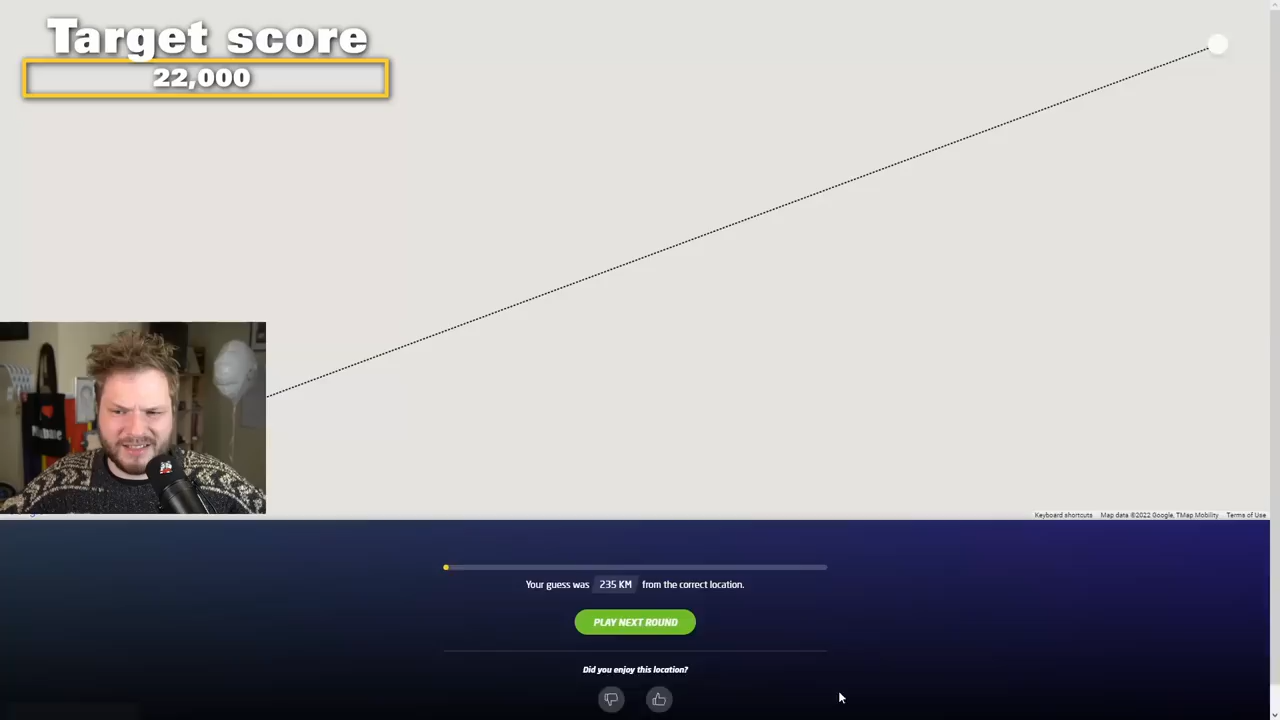 Target score
22,000
Keyboard shortcuts
Map data ©2022 Google, TMap Mobility
Terms of Use
Your guess was 235 KM from the correct location.
PLAY NEXT ROUND
Did you enjoy this location?